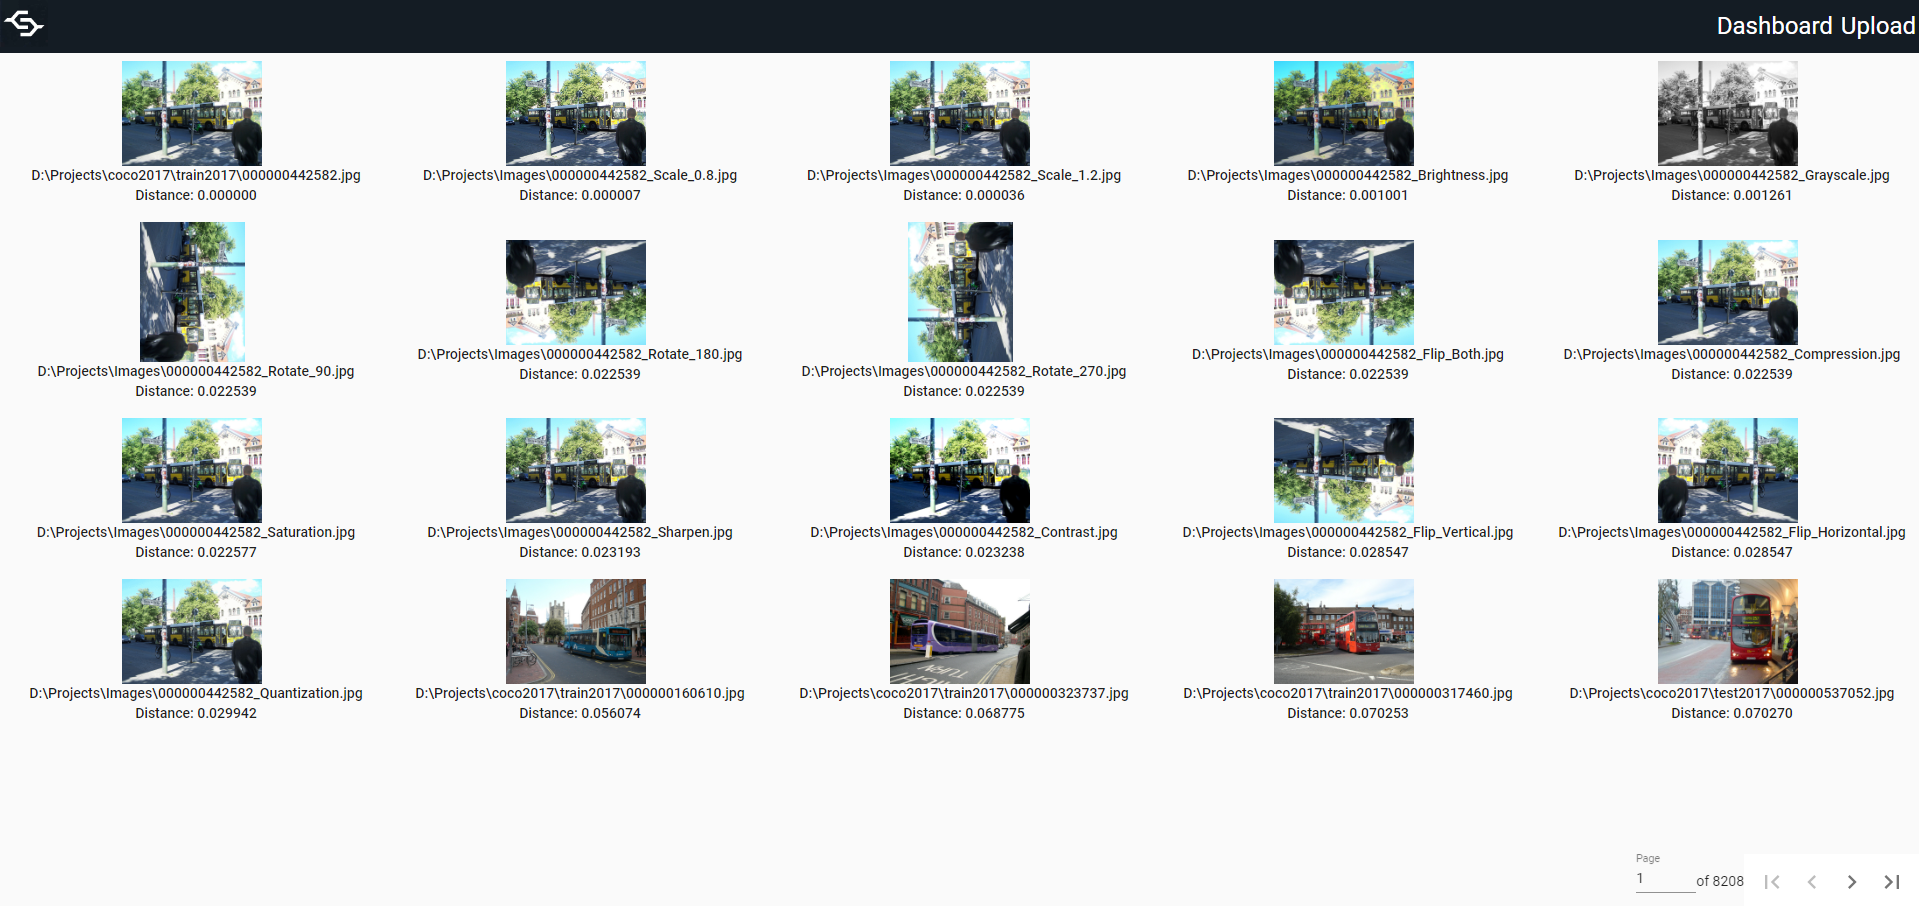 Dashboard Upload
D:\Projects\coco2017\train2017\000000442582.jpg
Distance: 0.000000
D:\Projects\Images\000000442582_Scale_0.8.jpg
Distance: 0.000007
D:\Projects\Images\000000442582_Scale_1.2.jpg
Distance: 0.000036
D:\Projects\Images\000000442582_Brightness.jpg
Distance: 0.001001
D:\Projects\Images\000000442582_Grayscale.jpg
Distance: 0.001261
D:\Projects\Images\000000442582_Rotate_90.jpg
Distance: 0.022539
D:\Projects\Images\000000442582_Rotate_180.jpg
Distance: 0.022539
D:\Projects\Images\000000442582_Rotate_270.jpg
Distance: 0.022539
D:\Projects\Images\000000442582_Flip_Both.jpg
Distance: 0.022539
D:\Projects\Images\000000442582_Compression.jpg
Distance: 0.022539
D:\Projects\Images\000000442582_Saturation.jpg
Distance: 0.022577
D:\Projects\Images\000000442582_Sharpen.jpg
Distance: 0.023193
D:\Projects\Images\000000442582_Contrast.jpg
Distance: 0.023238
D:\Projects\Images\000000442582_Flip_Vertical.jpg
Distance: 0.028547
D:\Projects\Images\000000442582_Flip_Horizontal.jpg
Distance: 0.028547
D:\Projects\Images\000000442582_Quantization.jpg
Distance: 0.029942
D:\Projects\coco2017\train2017\000000160610.jpg
Distance: 0.056074
D:\Projects\coco2017\train2017\000000323737.jpg
Distance: 0.068775
D:\Projects\coco2017\train2017\000000317460.jpg
Distance: 0.070253
D:\Projects\coco2017\test2017\000000537052.jpg
Distance: 0.070270
Page
1 of 8208